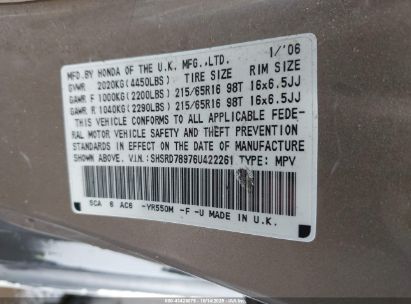 MFD.BY HONDA OF THE U.K. MFG.,LTD. 1/'06
GVWR 2020KG(4450LBS) TIRE SIZE RIM SIZE
GAWR F 1000KG(2200LBS) 215/65R16 98T 16x6.5JJ
GAWR R 1040KG(2290LBS) 215/65R16 98T 16x6.5JJ
THIS VEHICLE CONFORMS TO ALL APPLICABLE FEDE-
RAL MOTOR VEHICLE SAFETY AND THEFT PREVENTION
STANDARDS IN EFFECT ON THE DATE OF MANUFACTURE
SHOWN ABOVE. V.I.N:SHSRD78976U422261 TYPE: MPV
SCA 6 AC6 -YR550M -F -U MADE IN U.K.